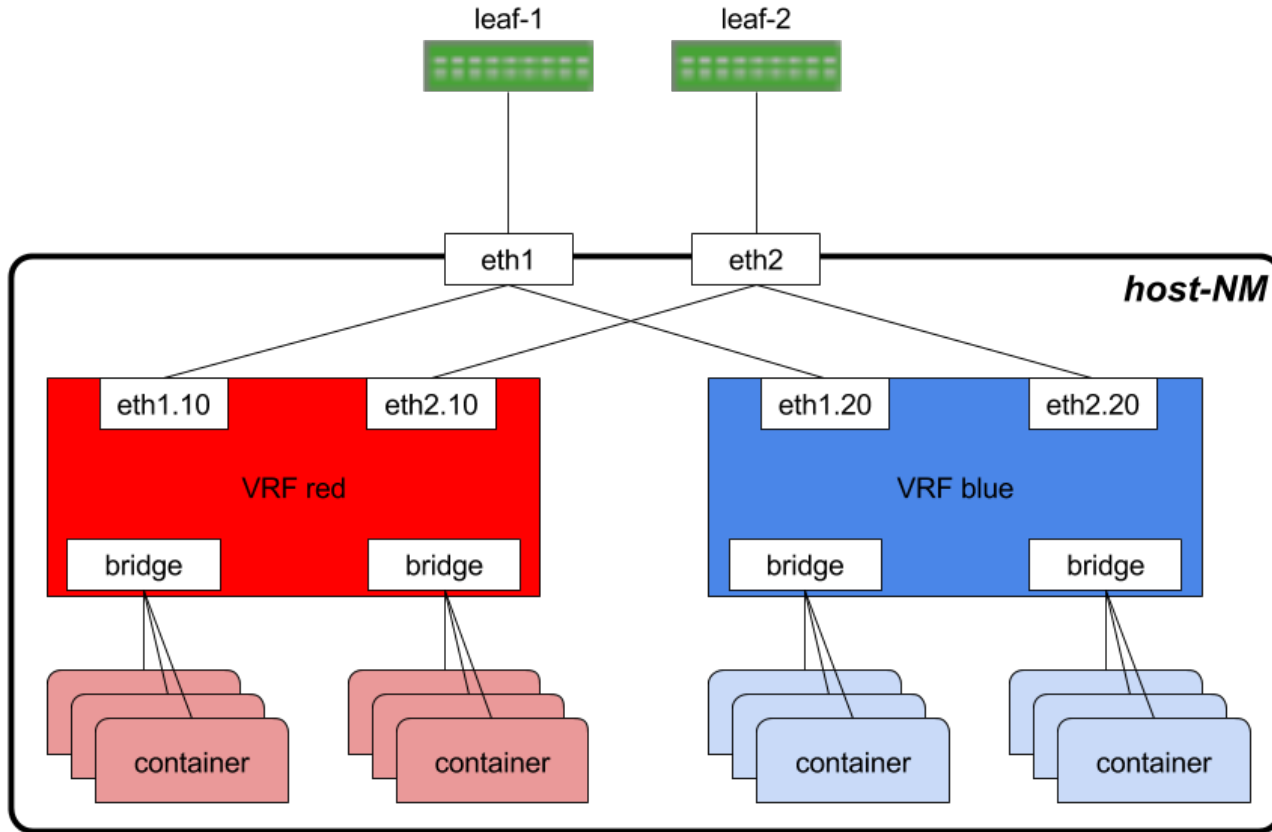 leaf-1
leaf-2
eth1
eth2
host-NM
eth1.10
eth2.10
eth1.20
eth2.20
VRF red
VRF blue
bridge
bridge
bridge
bridge
container
container
container
container